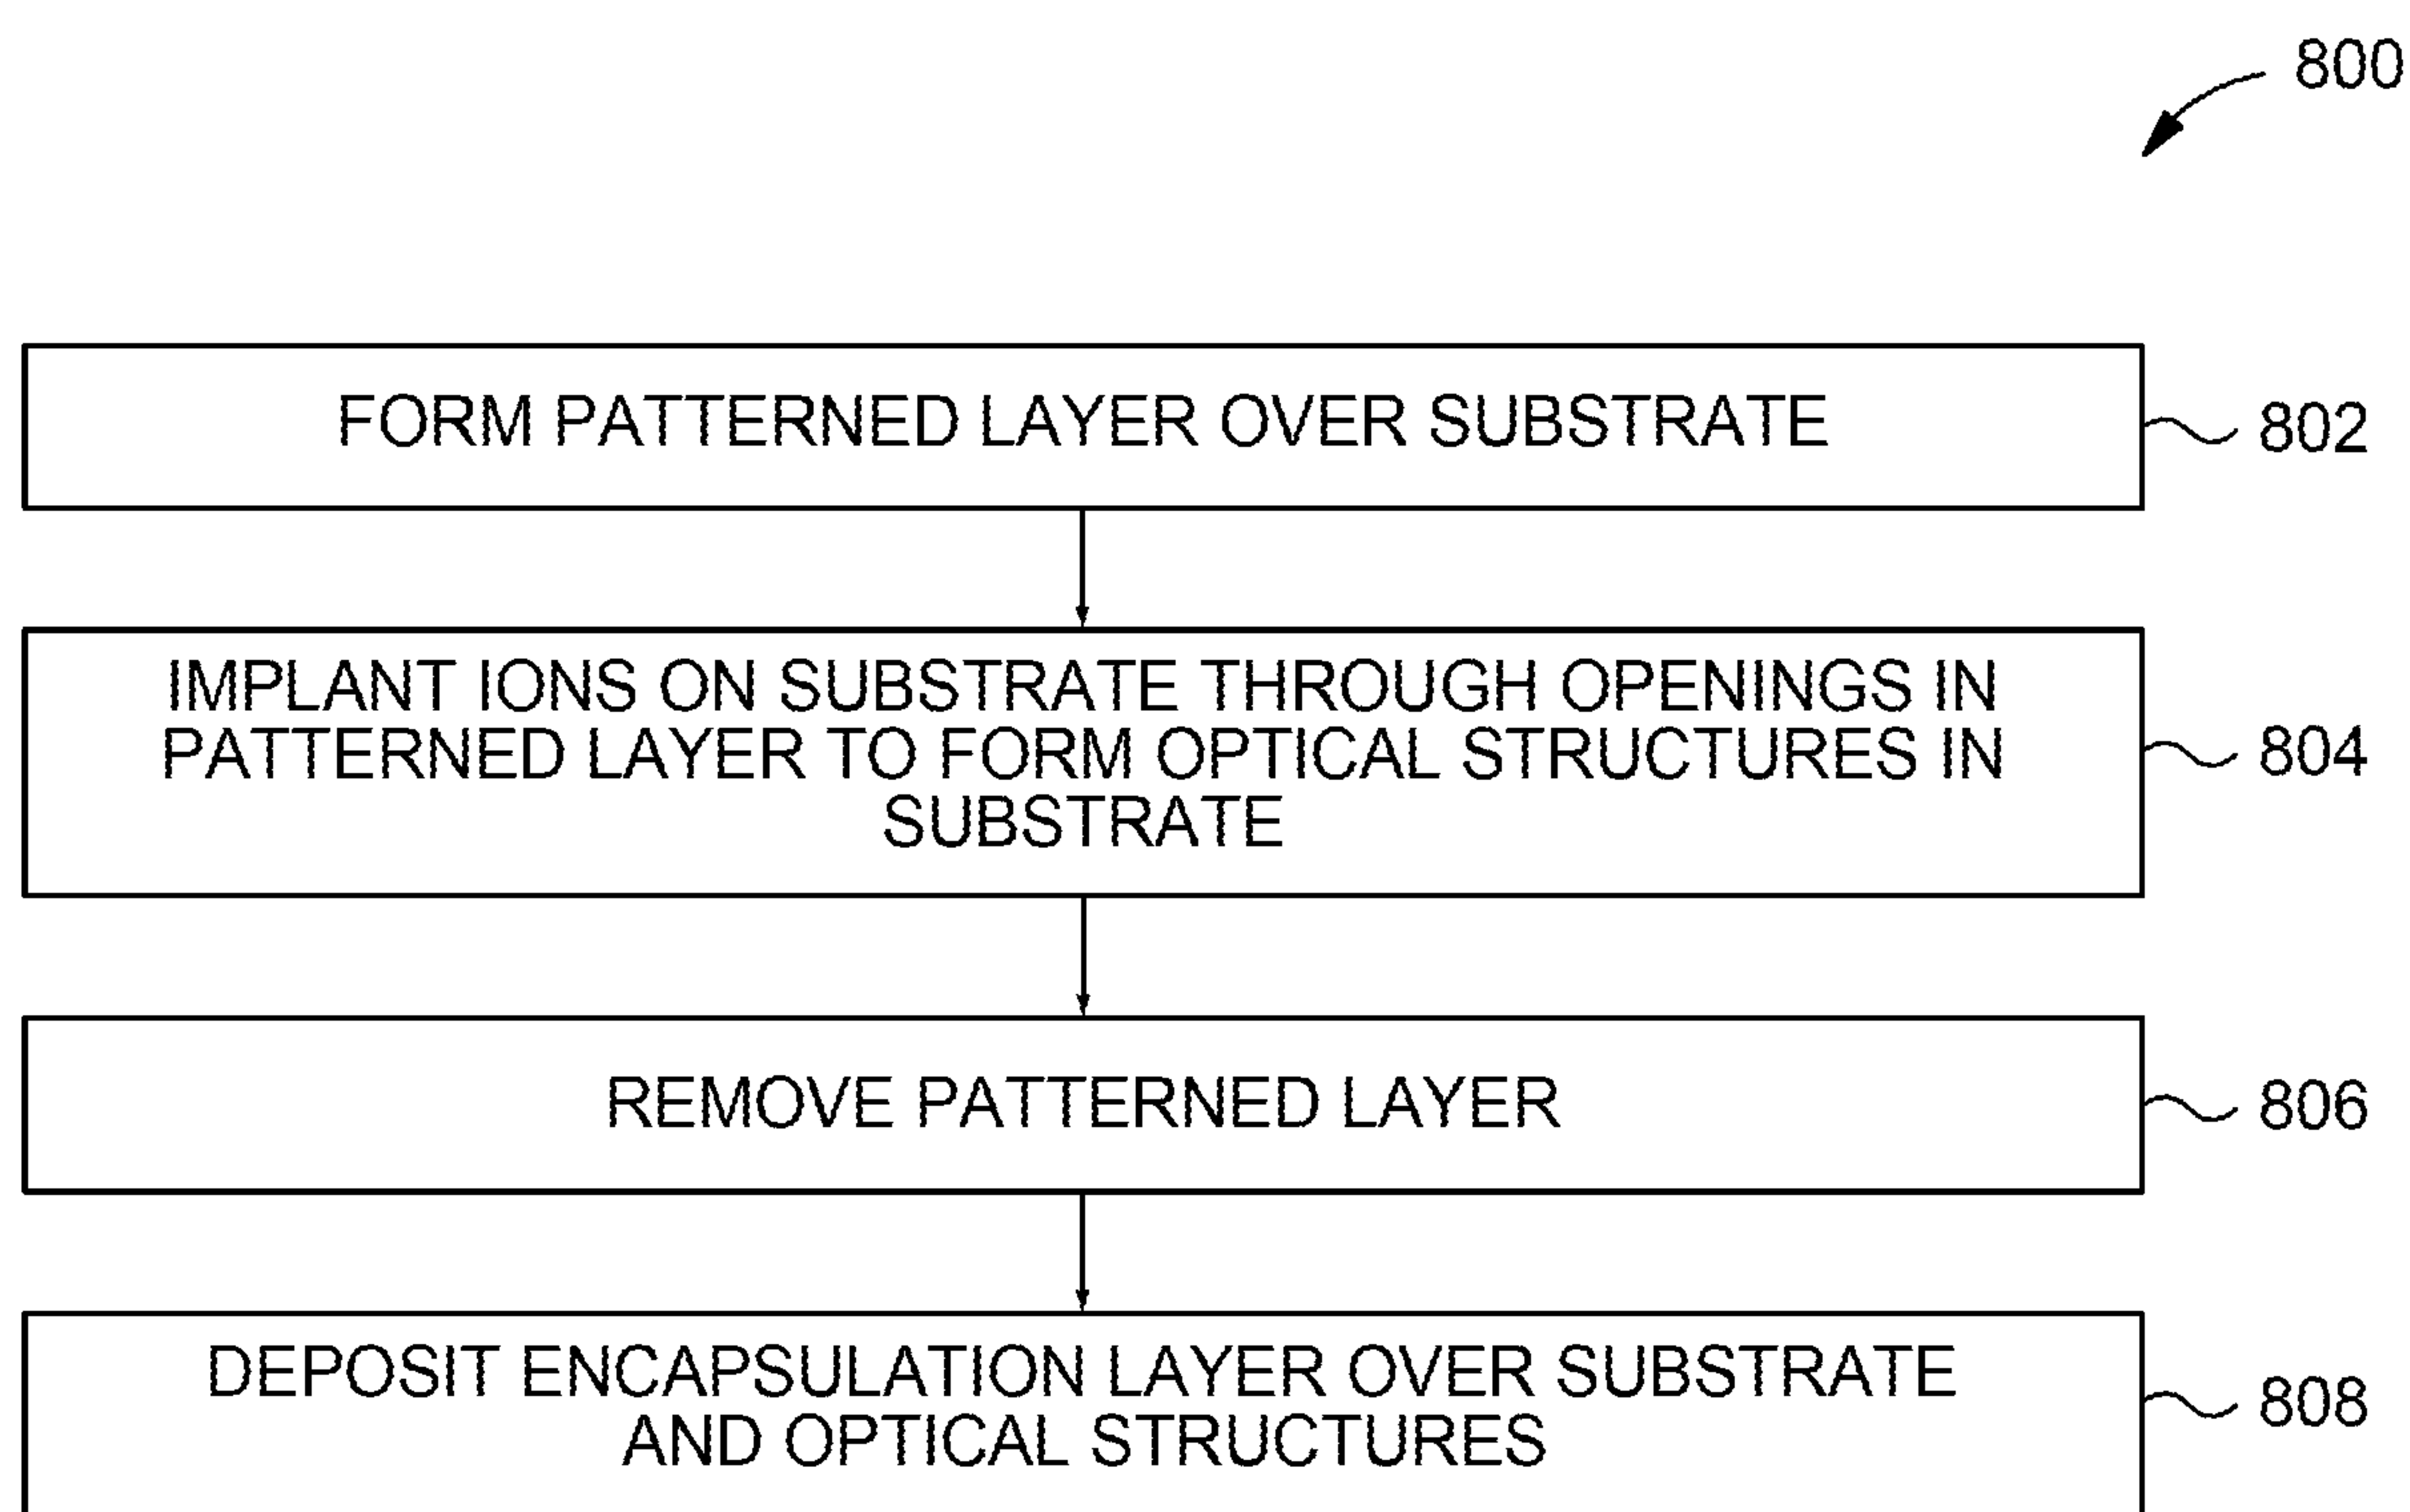 800
FORM PATTERNED LAYER OVER SUBSTRATE
802
IMPLANT IONS ON SUBSTRATE THROUGH OPENINGS IN
PATTERNED LAYER TO FORM OPTICAL STRUCTURES IN
SUBSTRATE
804
REMOVE PATTERNED LAYER
806
DEPOSIT ENCAPSULATION LAYER OVER SUBSTRATE
AND OPTICAL STRUCTURES
808